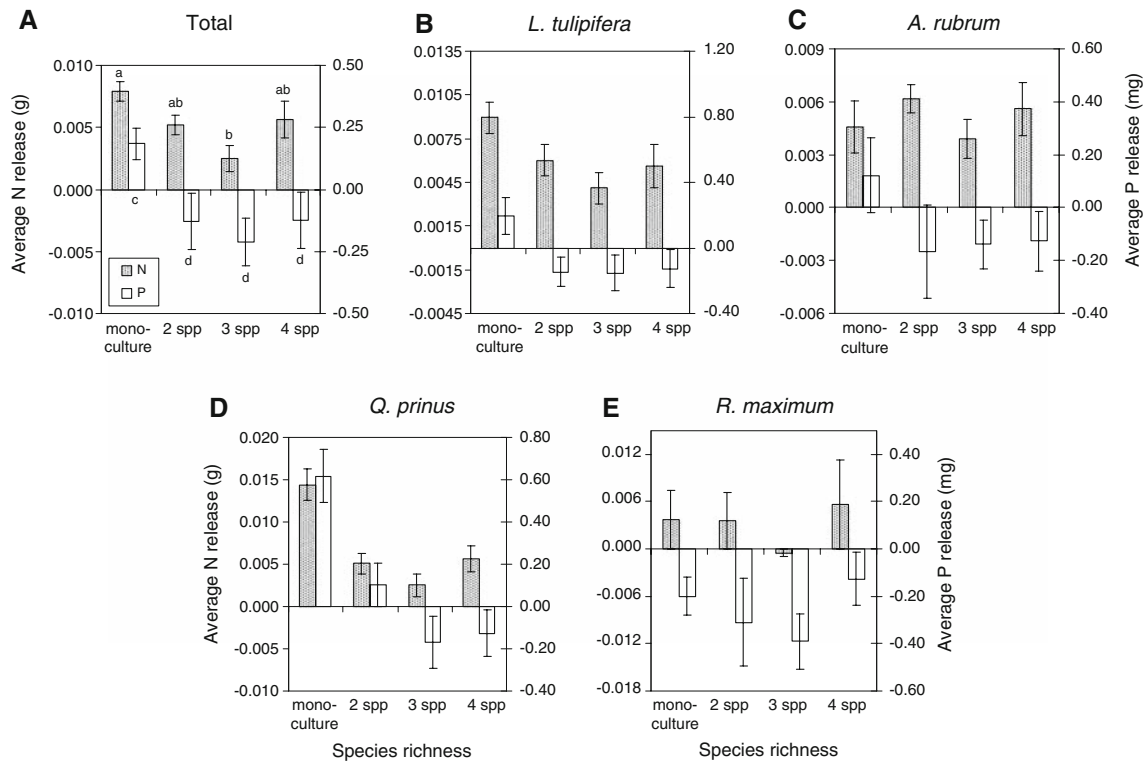 A Total
0.010
0.005
0.000
-0.005
-0.010
Average N release (g)
a
ab
b
ab
c
d
d
d
N
P
0.50
0.25
0.00
-0.25
-0.50
mono-
culture
2 spp
3 spp
4 spp
B L. tulipifera
0.0135
0.0105
0.0075
0.0045
0.0015
-0.0015
-0.0045
1.20
0.80
0.40
0.00
-0.40
mono-
culture
2 spp
3 spp
4 spp
C A. rubrum
0.009
0.006
0.003
0.000
-0.003
-0.006
0.60
0.40
0.20
0.00
-0.20
-0.40
Average P release (mg)
mono-
culture
2 spp
3 spp
4 spp
D Q. prinus
Average N release (g)
0.020
0.015
0.010
0.005
0.000
-0.005
-0.010
0.80
0.60
0.40
0.20
0.00
-0.20
-0.40
mono-
culture
2 spp
3 spp
4 spp
Species richness
E R. maximum
0.012
0.006
0.000
-0.006
-0.012
-0.018
0.40
0.20
0.00
-0.20
-0.40
-0.60
Average P release (mg)
mono-
culture
2 spp
3 spp
4 spp
Species richness